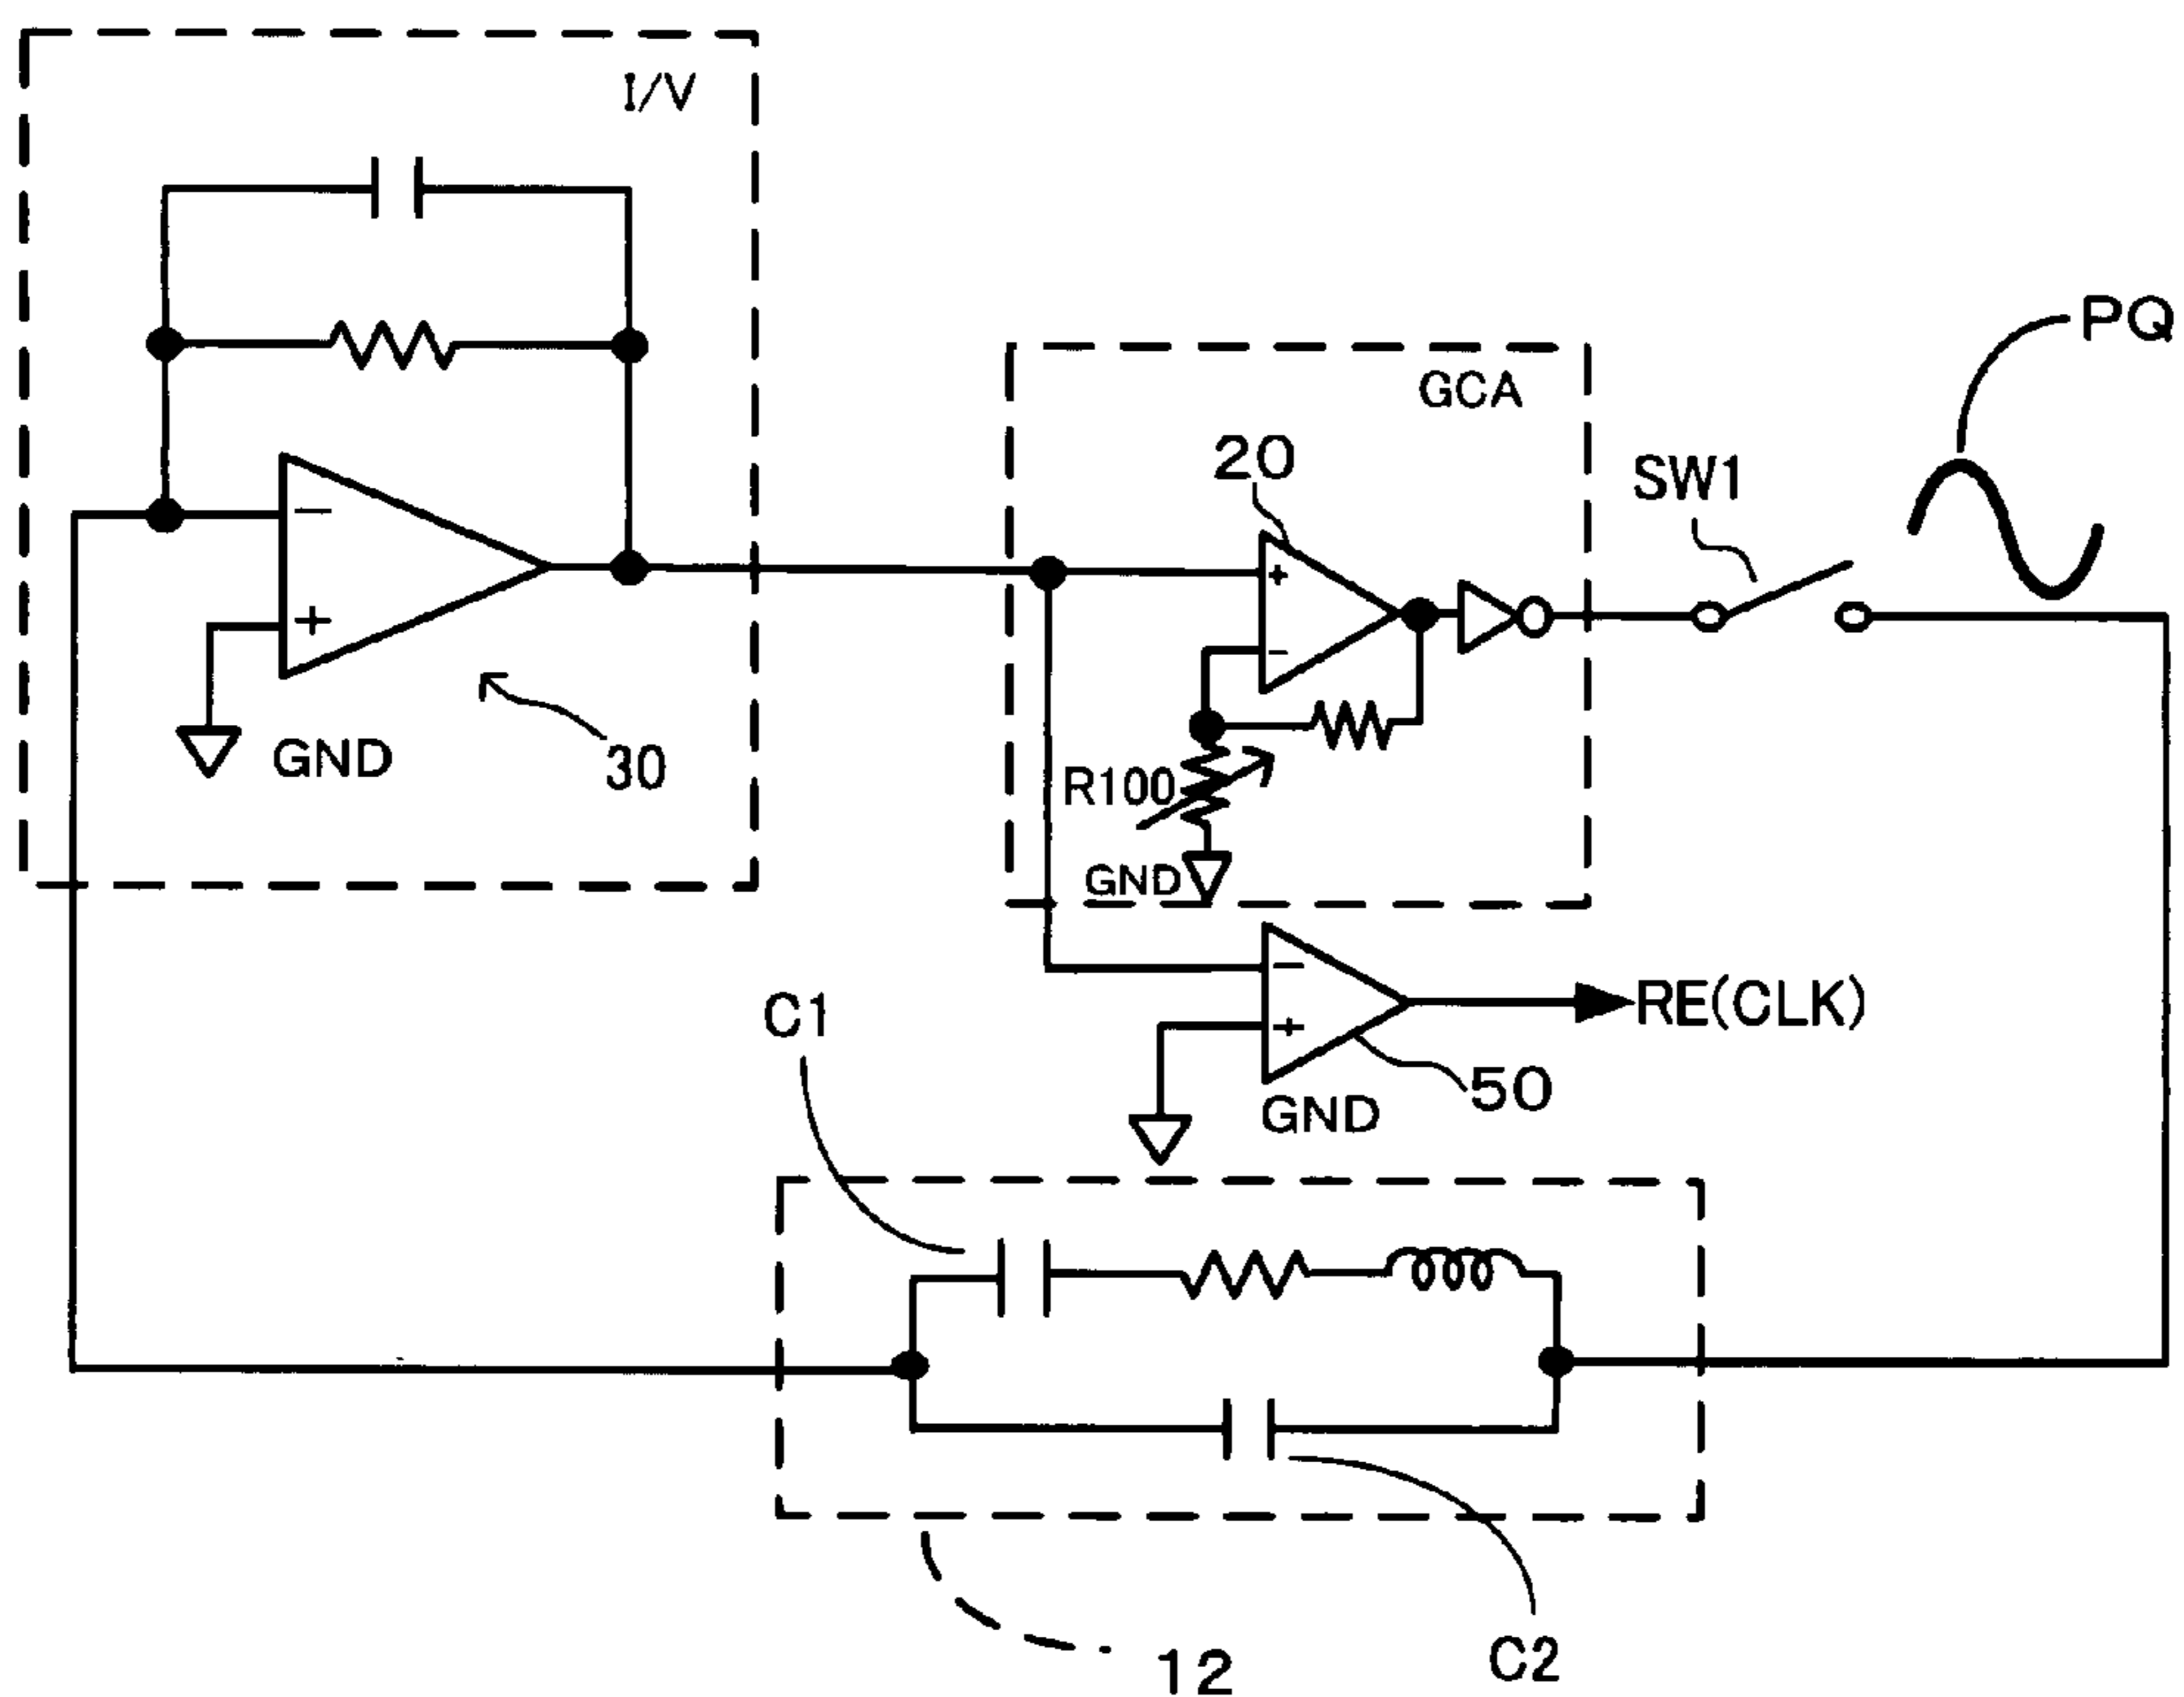 I/V
PQ
GCA
20
SW1
+
-
-
+
GND
30
R100
GND
-
+
RE(CLK)
C1
50
GND
12
C2